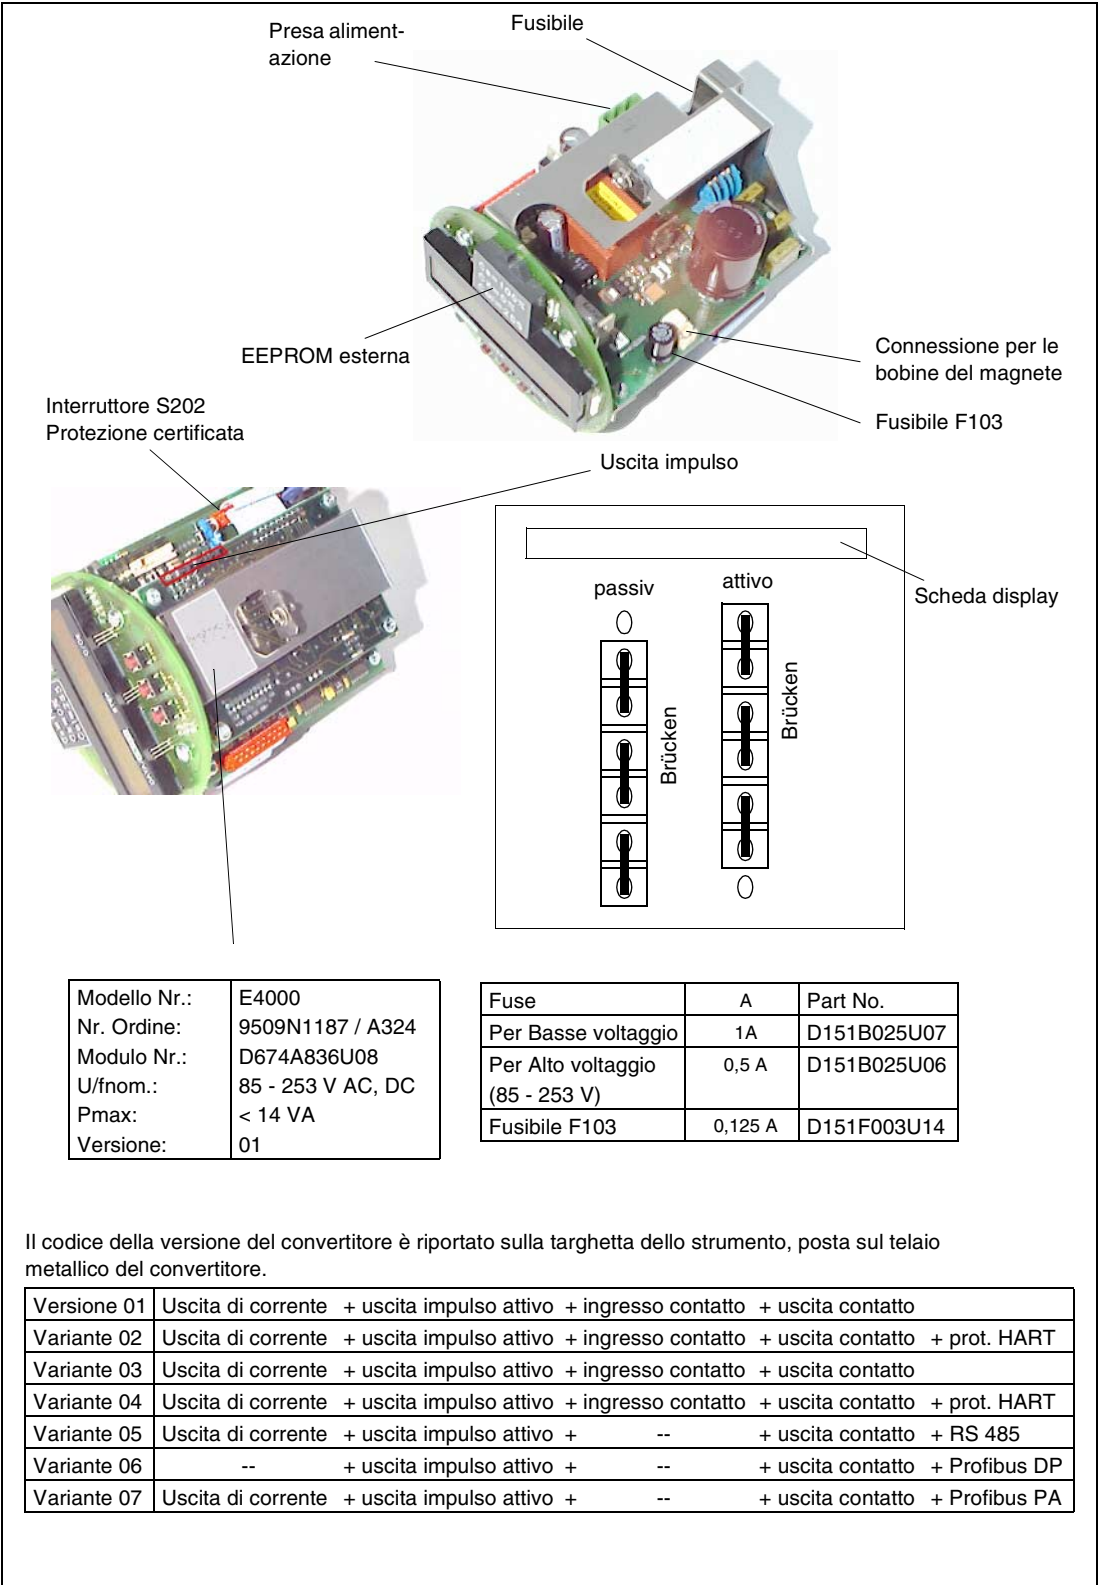 Presa aliment-
azione
Fusibile
EEPROM esterna
Connessione per le
bobine del magnete
Fusibile F103
Interruttore S202
Protezione certificata
Uscita impulso
Scheda display
passiv
attivo
Brücken
Brücken
Modello Nr.: E4000
Nr. Ordine: 9509N1187 / A324
Modulo Nr.: D674A836U08
U/fnom.: 85 - 253 V AC, DC
Pmax: < 14 VA
Versione: 01
Fuse A Part No.
Per Basse voltaggio 1A D151B025U07
Per Alto voltaggio 0,5 A D151B025U06
(85 - 253 V)
Fusibile F103 0,125 A D151F003U14
Il codice della versione del convertitore è riportato sulla targhetta dello strumento, posta sul telaio
metallico del convertitore.
Versione 01 Uscita di corrente + uscita impulso attivo + ingresso contatto + uscita contatto
Variante 02 Uscita di corrente + uscita impulso attivo + ingresso contatto + uscita contatto + prot. HART
Variante 03 Uscita di corrente + uscita impulso attivo + ingresso contatto + uscita contatto
Variante 04 Uscita di corrente + uscita impulso attivo + ingresso contatto + uscita contatto + prot. HART
Variante 05 Uscita di corrente + uscita impulso attivo + -- + uscita contatto + RS 485
Variante 06 -- + uscita impulso attivo + -- + uscita contatto + Profibus DP
Variante 07 Uscita di corrente + uscita impulso attivo + -- + uscita contatto + Profibus PA